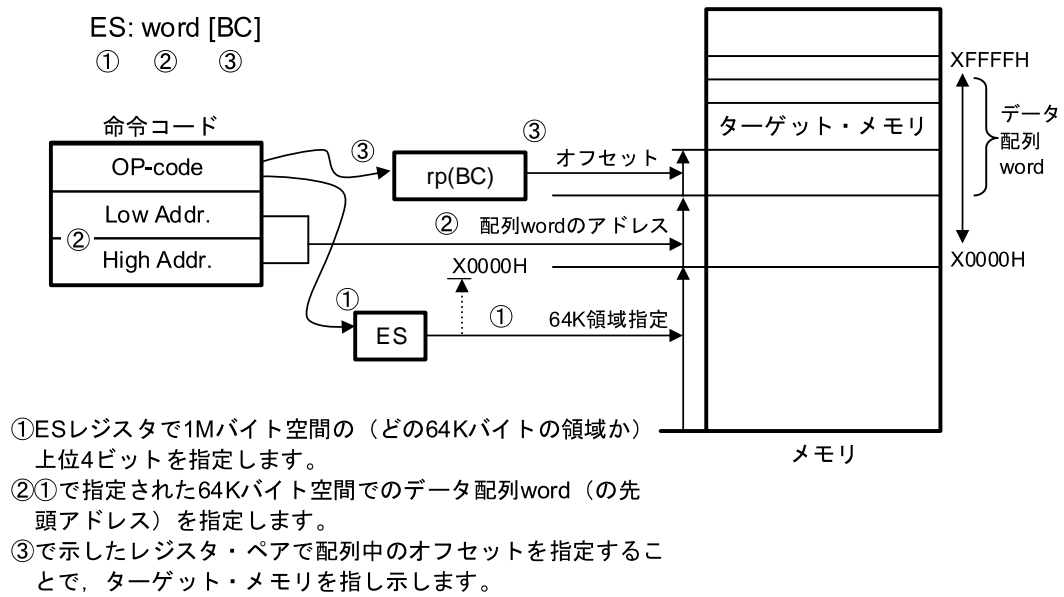 ES: word [BC]
① ② ③
命令コード
OP-code
Low Addr.
②
High Addr.
③
rp(BC)
③
オフセット
② 配列wordのアドレス
X0000H
①
ES
① 64K領域指定
XFFFFH
ターゲット・メモリ
データ
配列
word
X0000H
メモリ
①ESレジスタで1Mバイト空間の（どの64Kバイトの領域か）
上位4ビットを指定します。
②①で指定された64Kバイト空間でのデータ配列word（の先
頭アドレス）を指定します。
③で示したレジスタ・ペアで配列中のオフセットを指定するこ
とで，ターゲット・メモリを指し示します。